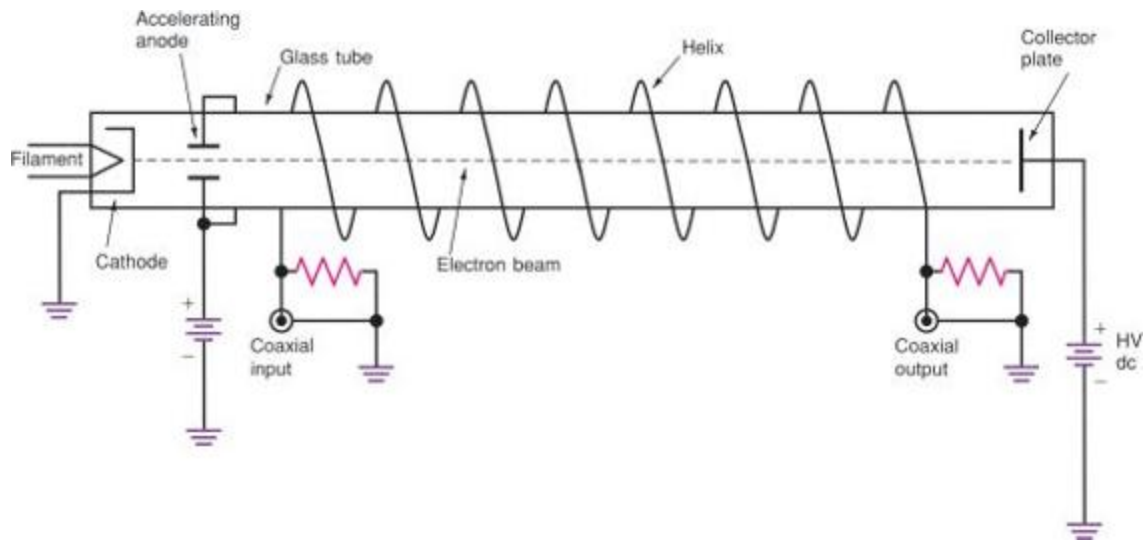 Accelerating
anode
Glass tube
Helix
Collector
plate
Filament
Cathode
Electron beam
+
−
Coaxial
input
Coaxial
output
+
HV
dc
−